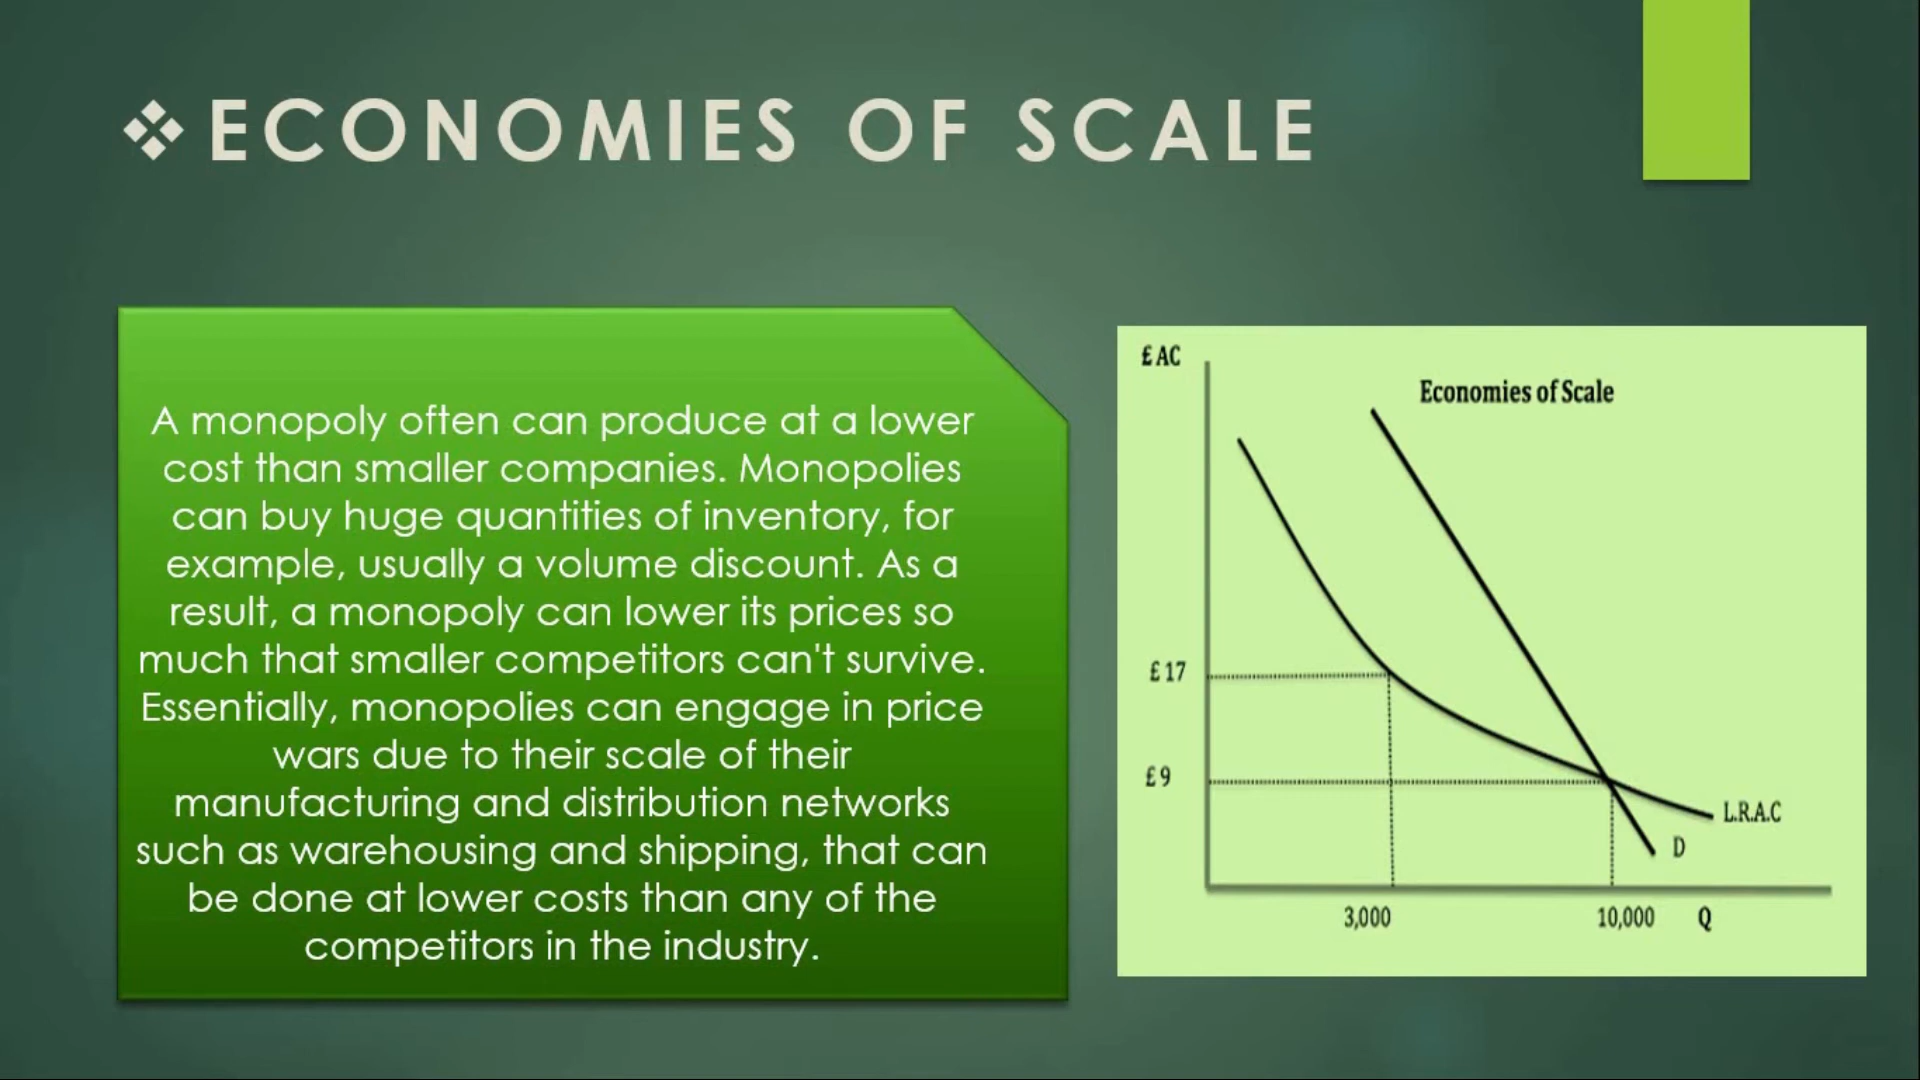 ❖ECONOMIES OF SCALE
A monopoly often can produce at a lower
cost than smaller companies. Monopolies
can buy huge quantities of inventory, for
example, usually a volume discount. As a
result, a monopoly can lower its prices so
much that smaller competitors can't survive.
Essentially, monopolies can engage in price
wars due to their scale of their
manufacturing and distribution networks
such as warehousing and shipping, that can
be done at lower costs than any of the
competitors in the industry.
£ AC
Economies of Scale
£ 17
£ 9
L.R.A.C
D
3,000
10,000
Q